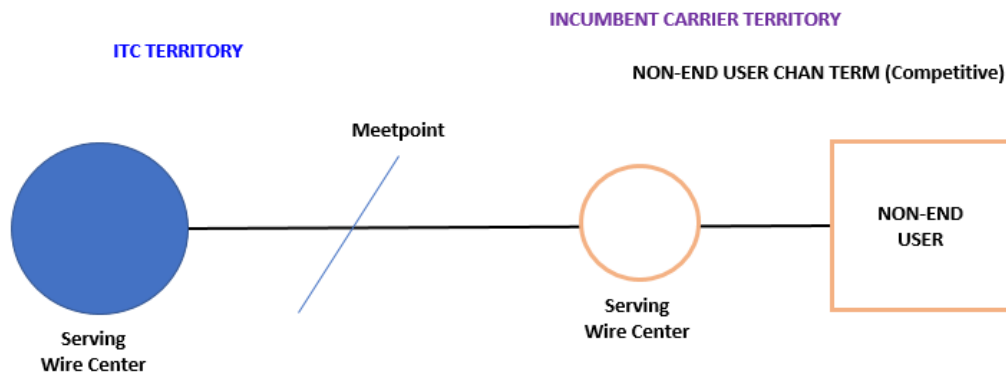 INCUMBENT CARRIER TERRITORY
ITC TERRITORY
NON-END USER CHAN TERM (Competitive)
Meetpoint
NON-END
USER
Serving
Wire Center
Serving
Wire Center